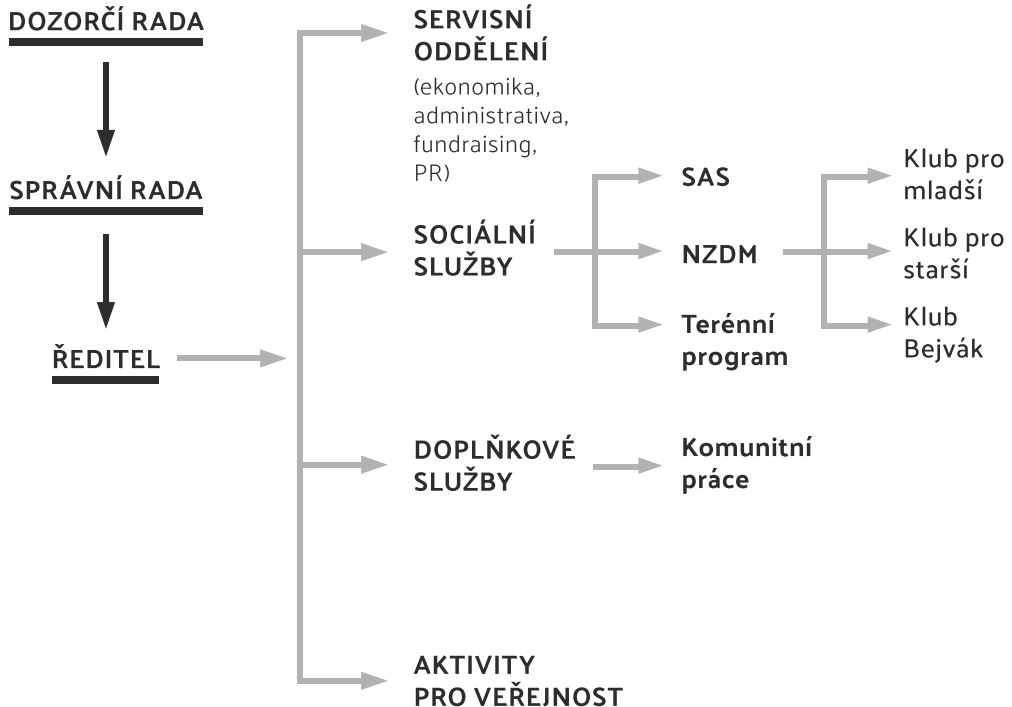 DOZORČÍ RADA
SPRÁVNÍ RADA
ŘEDITEL
SERVISNÍ
ODDĚLENÍ
(ekonomika,
administrativa,
fundraising,
PR)
SOCIÁLNÍ
SLUŽBY
SAS
NZDM
Terénní
program
Klub pro
mladší
Klub pro
starší
Klub
Bejvák
DOPLŇKOVÉ
SLUŽBY
Komunitní
práce
AKTIVITY
PRO VEŘEJNOST